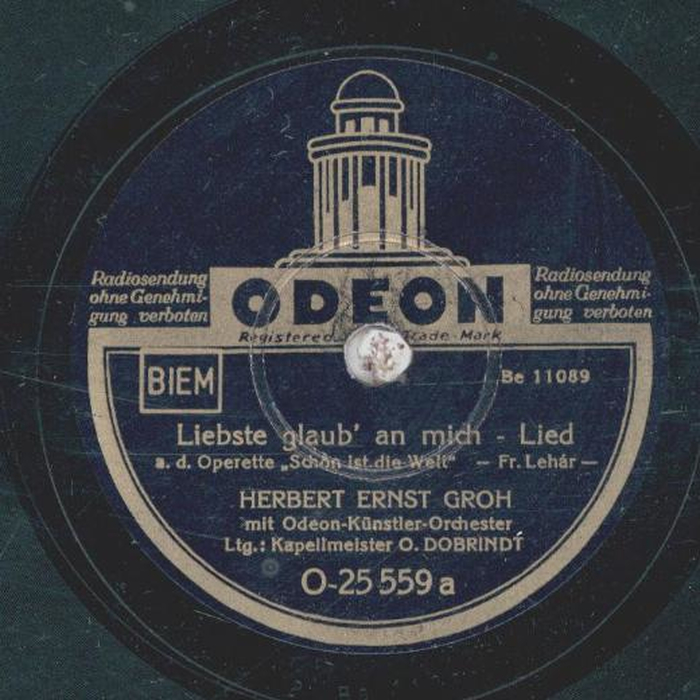 Radiosendung
ohne Genehmi-
gung verboten
ODEON
Radiosendung
ohne Genehmi-
gung verboten
Registered Trade-Mark
BIEM
Be 11089
Liebste glaub' an mich - Lied
a. d. Operette „Schön ist die Welt“ — Fr. Lehár —
HERBERT ERNST GROH
mit Odeon-Künstler-Orchester
Ltg.: Kapellmeister O. DOBRINDT
O-25 559 a